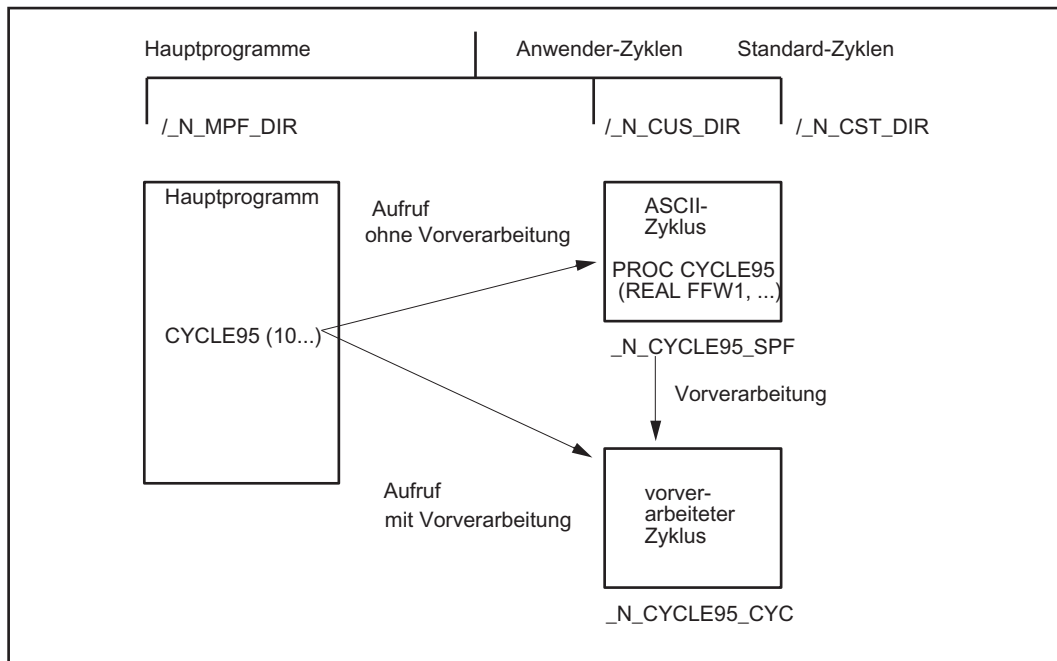 Hauptprogramme
Anwender-Zyklen
Standard-Zyklen
/_N_MPF_DIR
/_N_CUS_DIR
/_N_CST_DIR
Hauptprogramm
CYCLE95 (10...)
Aufruf
ohne Vorverarbeitung
ASCII-
Zyklus
PROC CYCLE95
(REAL FFW1, ...)
_N_CYCLE95_SPF
Vorverarbeitung
Aufruf
mit Vorverarbeitung
vorver-
arbeiteter
Zyklus
_N_CYCLE95_CYC